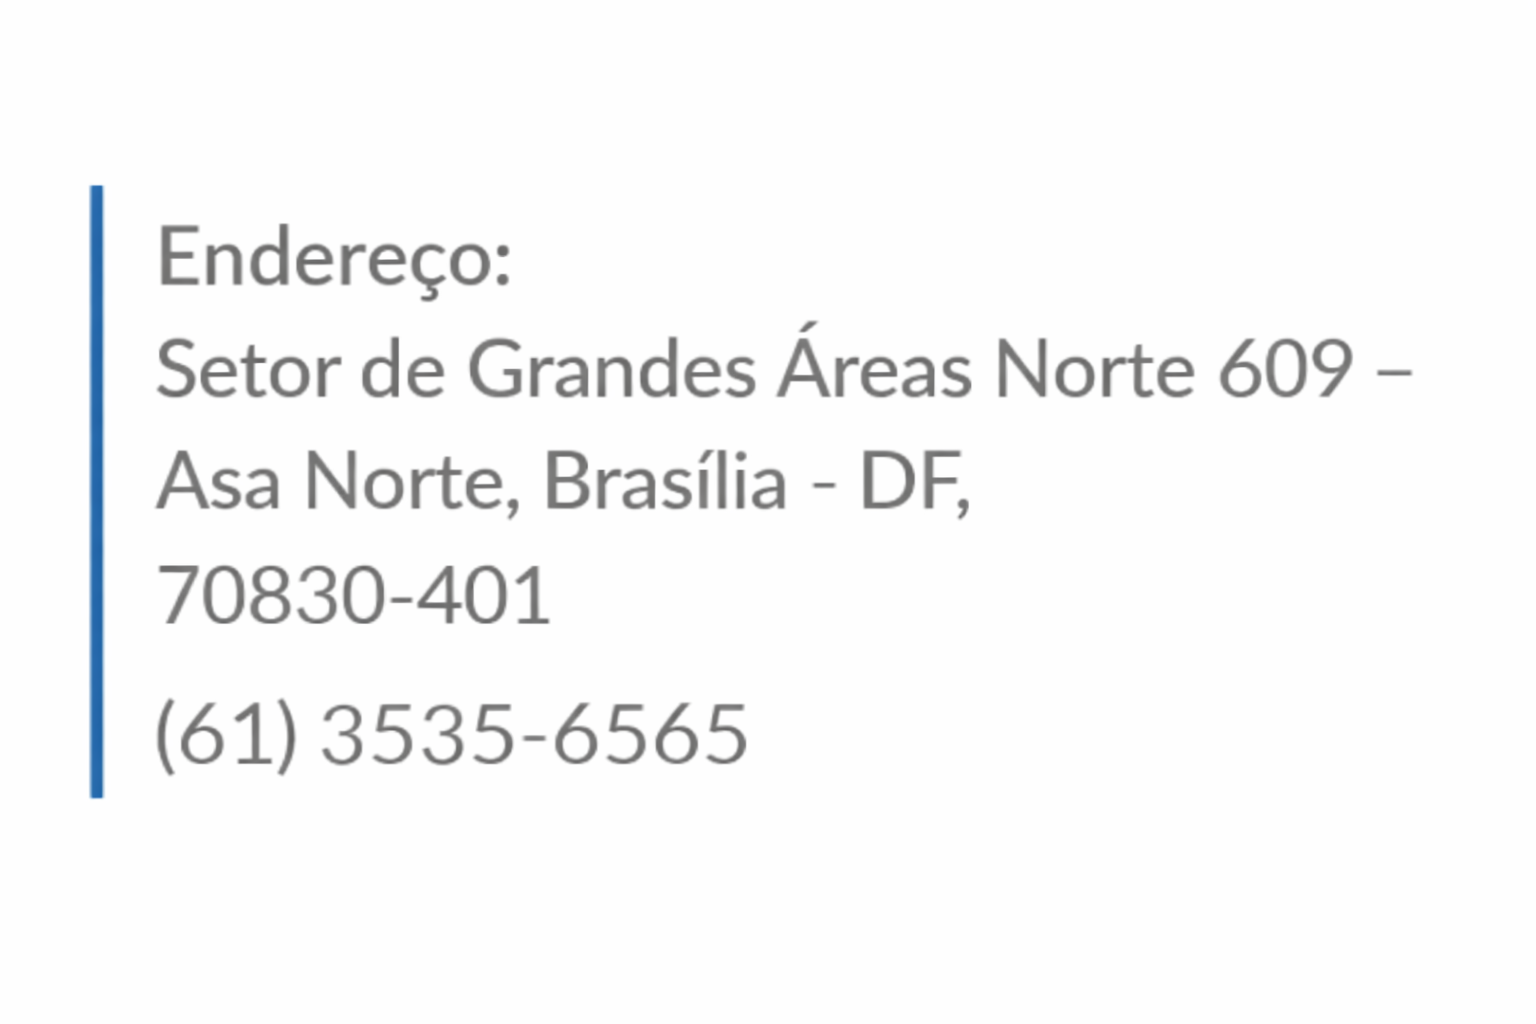 Endereço:
Setor de Grandes Áreas Norte 609 –
Asa Norte, Brasília - DF,
70830-401
(61) 3535-6565